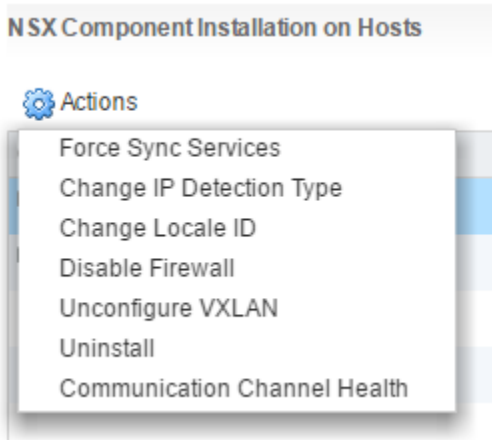 NSX Component Installation on Hosts
Actions
Force Sync Services
Change IP Detection Type
Change Locale ID
Disable Firewall
Unconfigure VXLAN
Uninstall
Communication Channel Health